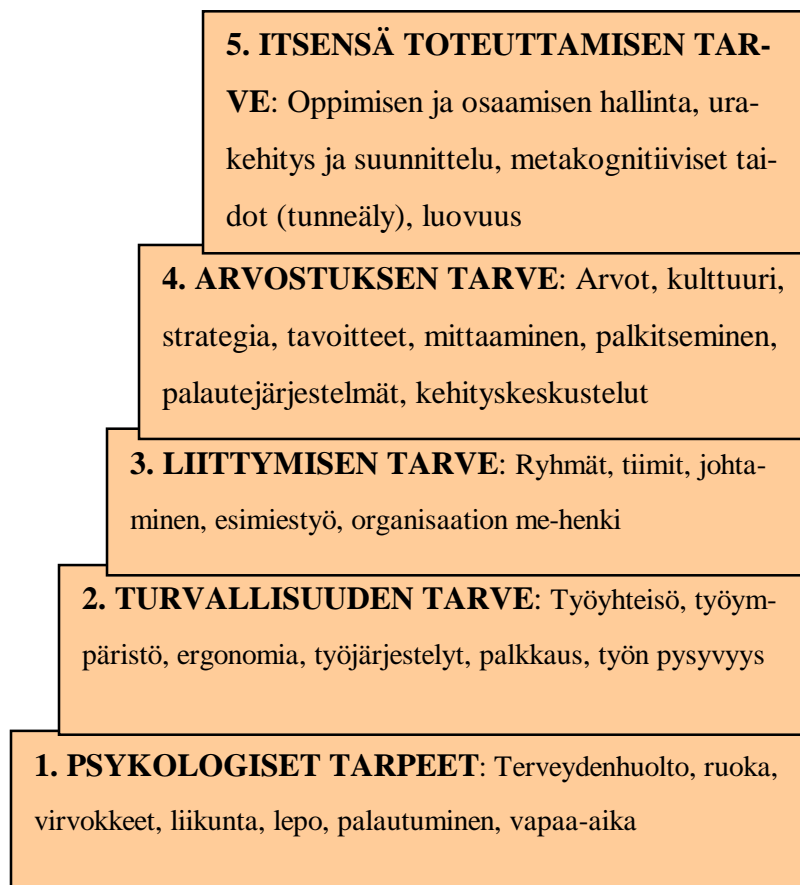 5. ITSENSÄ TOTEUTTAMISEN TAR-
VE: Oppimisen ja osaamisen hallinta, ura-
kehitys ja suunnittelu, metakognitiiviset tai-
dot (tunneäly), luovuus
4. ARVOSTUKSEN TARVE: Arvot, kulttuuri,
strategia, tavoitteet, mittaaminen, palkitseminen,
palautejärjestelmät, kehityskeskustelut
3. LIITTYMISEN TARVE: Ryhmät, tiimit, johta-
minen, esimiestyö, organisaation me-henki
2. TURVALLISUUDEN TARVE: Työyhteisö, työym-
päristö, ergonomia, työjärjestelyt, palkkaus, työn pysyvyys
1. PSYKOLOGISET TARPEET: Terveydenhuolto, ruoka,
virvokkeet, liikunta, lepo, palautuminen, vapaa-aika